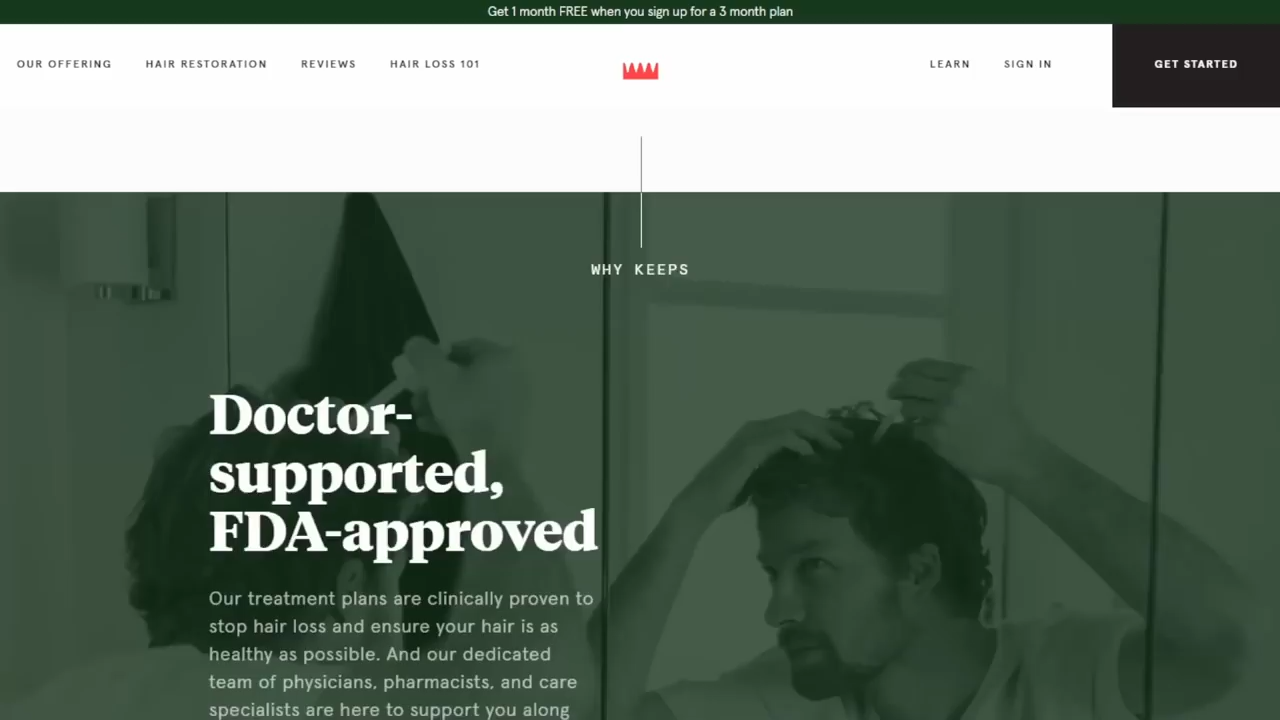 Get 1 month FREE when you sign up for a 3 month plan
OUR OFFERING HAIR RESTORATION REVIEWS HAIR LOSS 101 LEARN SIGN IN GET STARTED
WHY KEEPS
Doctor-
supported,
FDA-approved
Our treatment plans are clinically proven to
stop hair loss and ensure your hair is as
healthy as possible. And our dedicated
team of physicians, pharmacists, and care
specialists are here to support you along